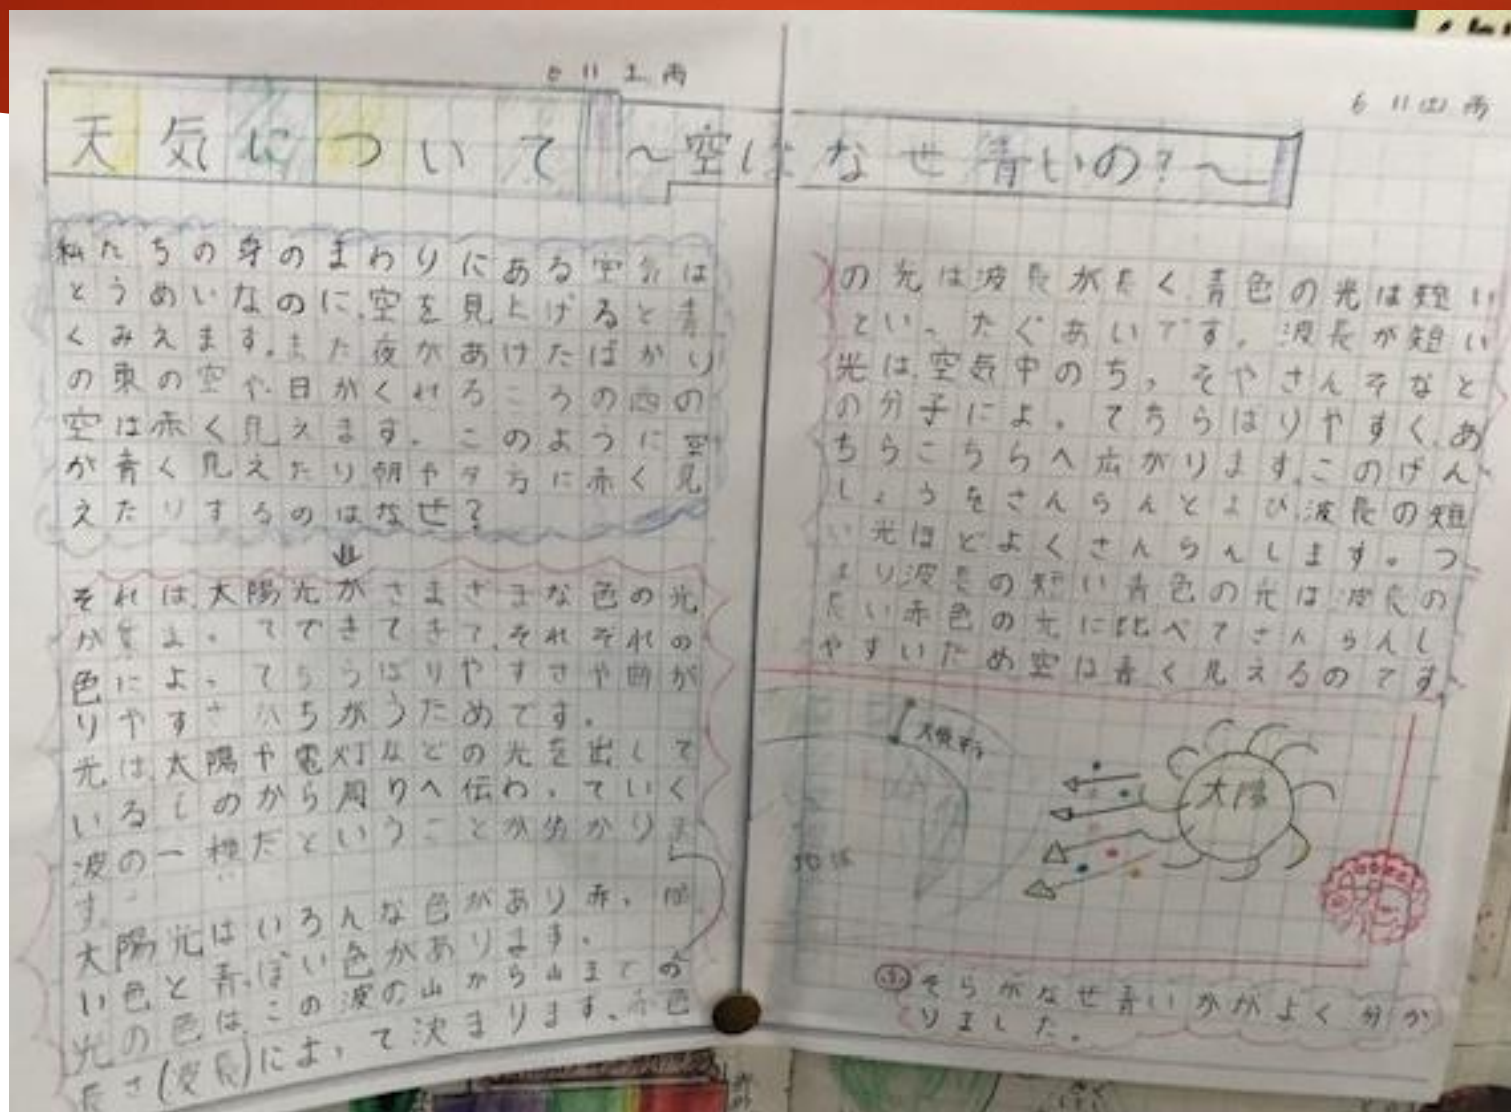 6 11 土 雨
天気について ～空はなぜ青いの?～
私たちの身のまわりにある空気は
とうめいなのに、空を見上げると青
くみえます。また夜があけたばかり
の東の空や、日がくれるころの西の
空は赤く見えます。このように空
が青く見えたり朝や夕方に赤く見
えたりするのはなぜ?
それは、太陽光がさまざまな色の光
が集まってできてきて、それぞれの
色によってちらばりやすさや曲が
りやすさがちがうためです。
光は、太陽や電灯などの光を出して
いるものから周りへ伝わっていく
波の一種だということが分かりま
す。
太陽光はいろんな色があり赤、
い色と青っぽい色があります。
光の色は、この波の山から山までの
長さ(波長)によって決まります。赤色
6 11 (土) 雨
の光は波長が長く、青色の光は短い
といったぐあいです。波長が短い
光は、空気中のちっそやさんそなど
の分子によってちらばりやすく、あ
ちらこちらへ広がります。このげん
しょうをさんらんとよび、波長の短
い光ほどよくさんらんします。つ
まり波長の短い青色の光は波長の
長い赤色の光に比べてさんらんし
やすいため空は青く見えるのです。
太陽
地球
ふ そらがなぜ青いかがよく分か
りました。